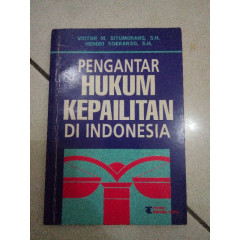 VICTOR M. SITUMORANG, S.H.
HENDRI SOEKARSO, S.H.
PENGANTAR
HUKUM
KEPAILITAN
DI INDONESIA